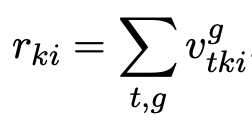 r_{ki} = \sum_{t,g} v_{tki}^{g}